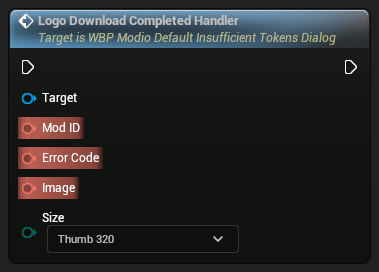 Logo Download Completed Handler
Target is WBP Modio Default Insufficient Tokens Dialog
Target
Mod ID
Error Code
Image
Size
Thumb 320